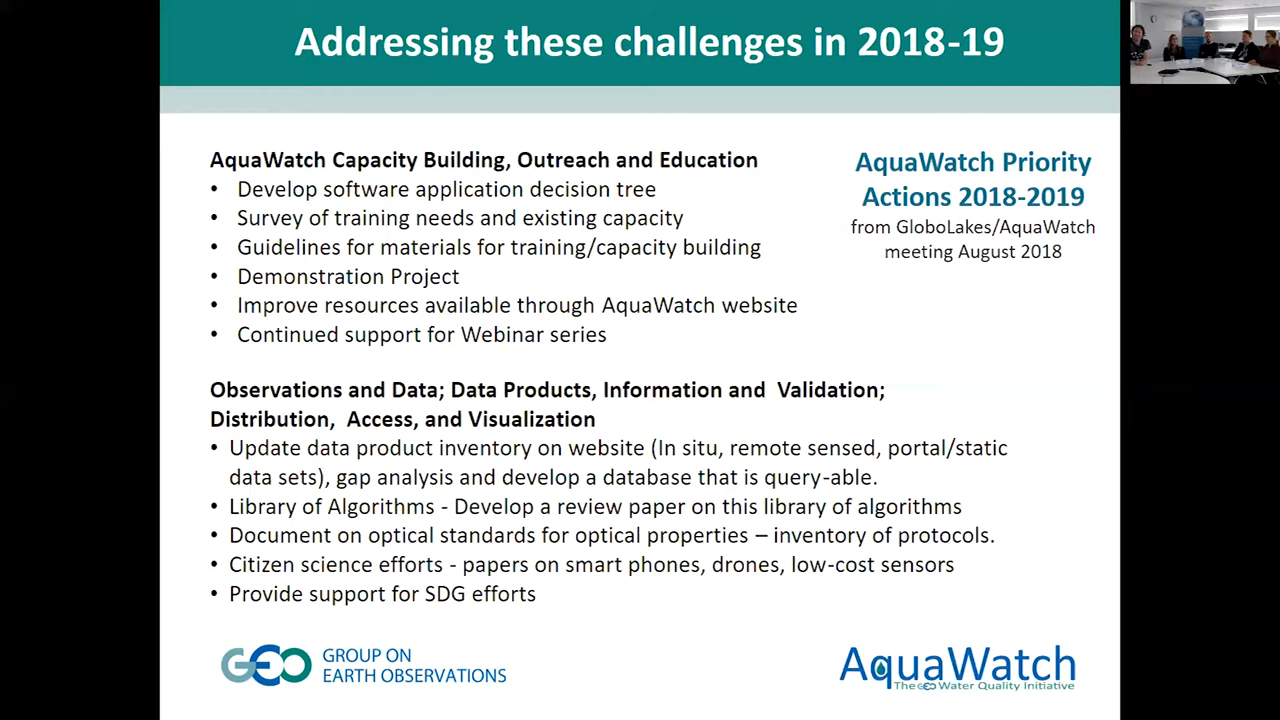 Addressing these challenges in 2018-19
AquaWatch Capacity Building, Outreach and Education
• Develop software application decision tree
• Survey of training needs and existing capacity
• Guidelines for materials for training/capacity building
• Demonstration Project
• Improve resources available through AquaWatch website
• Continued support for Webinar series
AquaWatch Priority
Actions 2018-2019
from GloboLakes/AquaWatch
meeting August 2018
Observations and Data; Data Products, Information and Validation;
Distribution, Access, and Visualization
• Update data product inventory on website (In situ, remote sensed, portal/static
data sets), gap analysis and develop a database that is query-able.
• Library of Algorithms - Develop a review paper on this library of algorithms
• Document on optical standards for optical properties – inventory of protocols.
• Citizen science efforts - papers on smart phones, drones, low-cost sensors
• Provide support for SDG efforts
GEO GROUP ON
EARTH OBSERVATIONS
AquaWatch
The GEO Water Quality Initiative